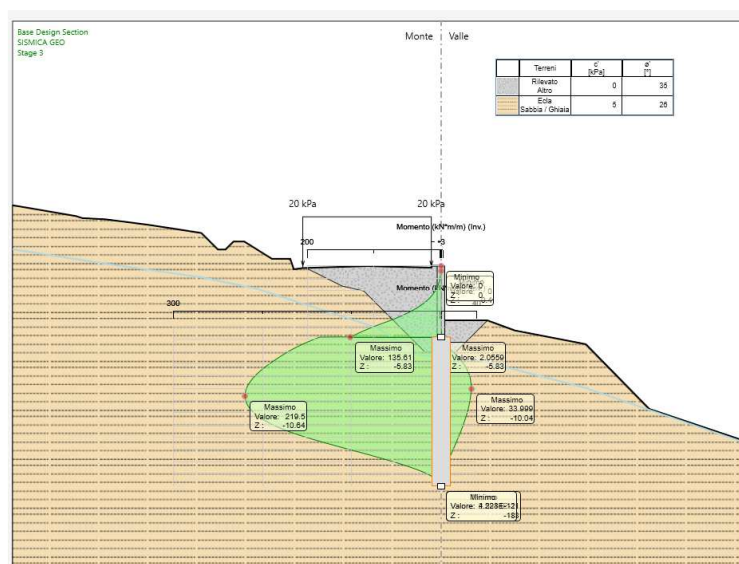 Base Design Section
SISMICA GEO
Stage 3
Monte Valle
Terreni c' [kPa] ø' [°]
Rilevato Altro 0 35
Ecla Sabbia / Ghiaia 5 26
20 kPa 20 kPa
Momento (kN*m/m) (Inv.)
200
Minimo
Valore: 0
Z : 0
300
Massimo
Valore: 135.61
Z : -5.83
Massimo
Valore: 2.0559
Z : -5.83
Massimo
Valore: 219.5
Z : -10.64
Massimo
Valore: 33.999
Z : -10.04
Minimo
Valore:
Z :